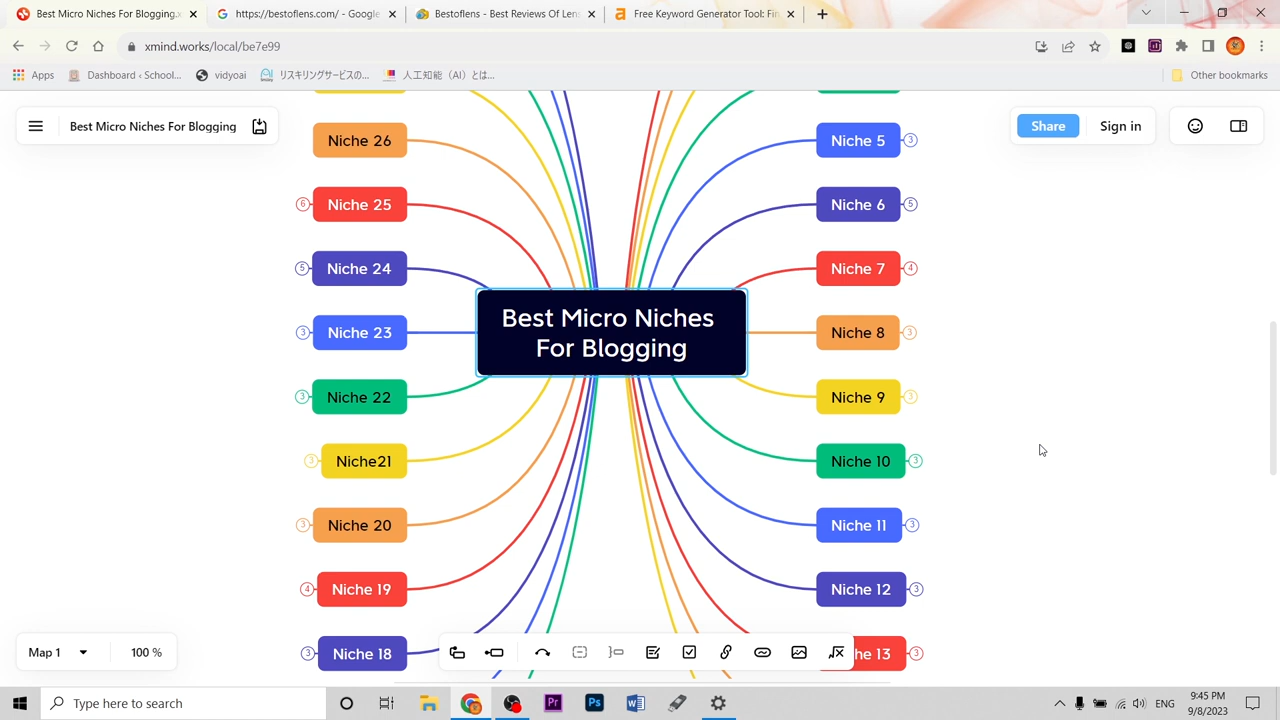 Best Micro Niches For Blogging.x
https://bestoflens.com/ - Google
Bestoflens - Best Reviews Of Len
Free Keyword Generator Tool: Fin
xmind.works/local/be7e99
Apps
Dashboard ‹ School...
vidyoai
リスキリングサービスの...
人工知能（AI）とは...
Other bookmarks
Best Micro Niches For Blogging
Share
Sign in
Niche 26
Niche 5
3
6
Niche 25
Niche 6
5
5
Niche 24
Niche 7
4
Best Micro Niches
For Blogging
3
Niche 23
Niche 8
3
3
Niche 22
Niche 9
3
3
Niche21
Niche 10
3
3
Niche 20
Niche 11
3
4
Niche 19
Niche 12
3
3
Niche 18
he 13
3
Map 1
100 %
Type here to search
Pr
Ps
W
ENG
9:45 PM
9/8/2023